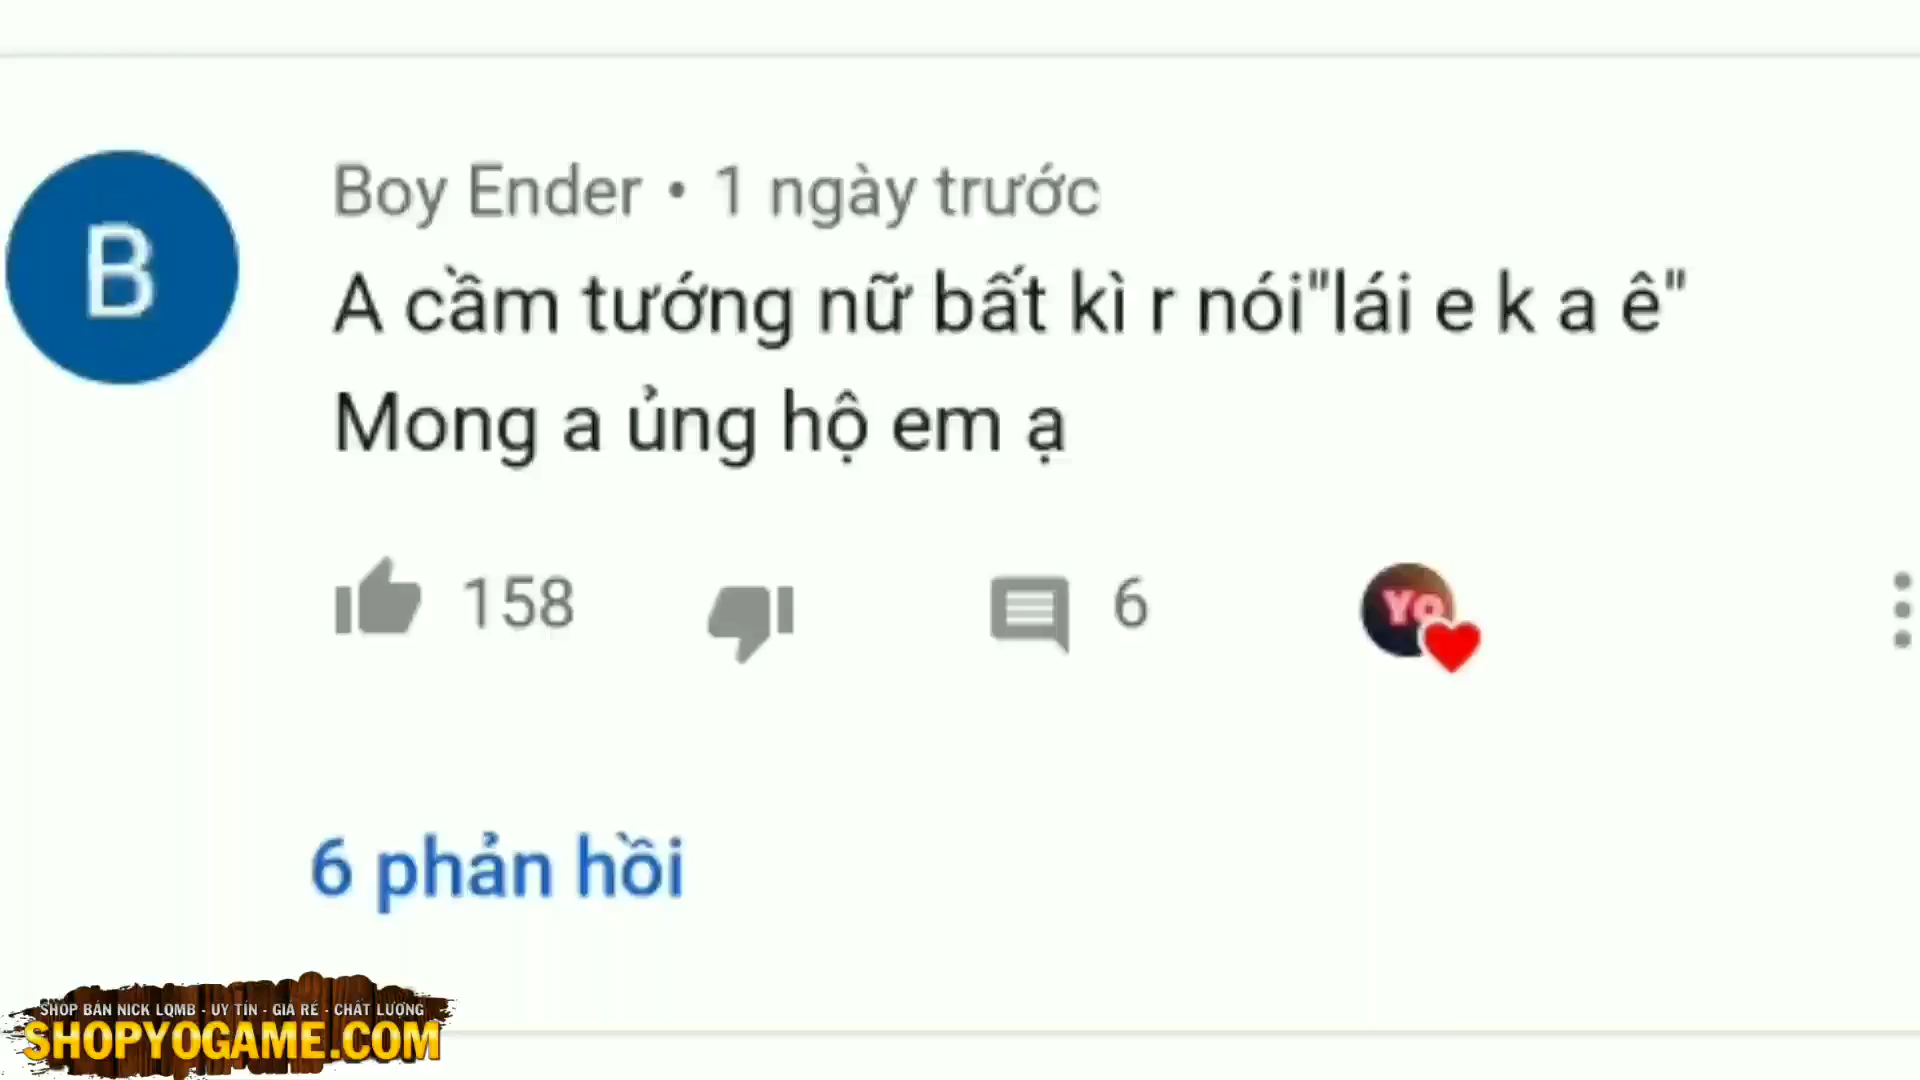 B
Boy Ender • 1 ngày trước
A cầm tướng nữ bất kì r nói"lái e k a ê"
Mong a ủng hộ em ạ
158
6
Yo
6 phản hồi
SHOP BÁN NICK LQMB - UY TÍN - GIÁ RẺ - CHẤT LƯỢNG
SHOPYOGAME.COM